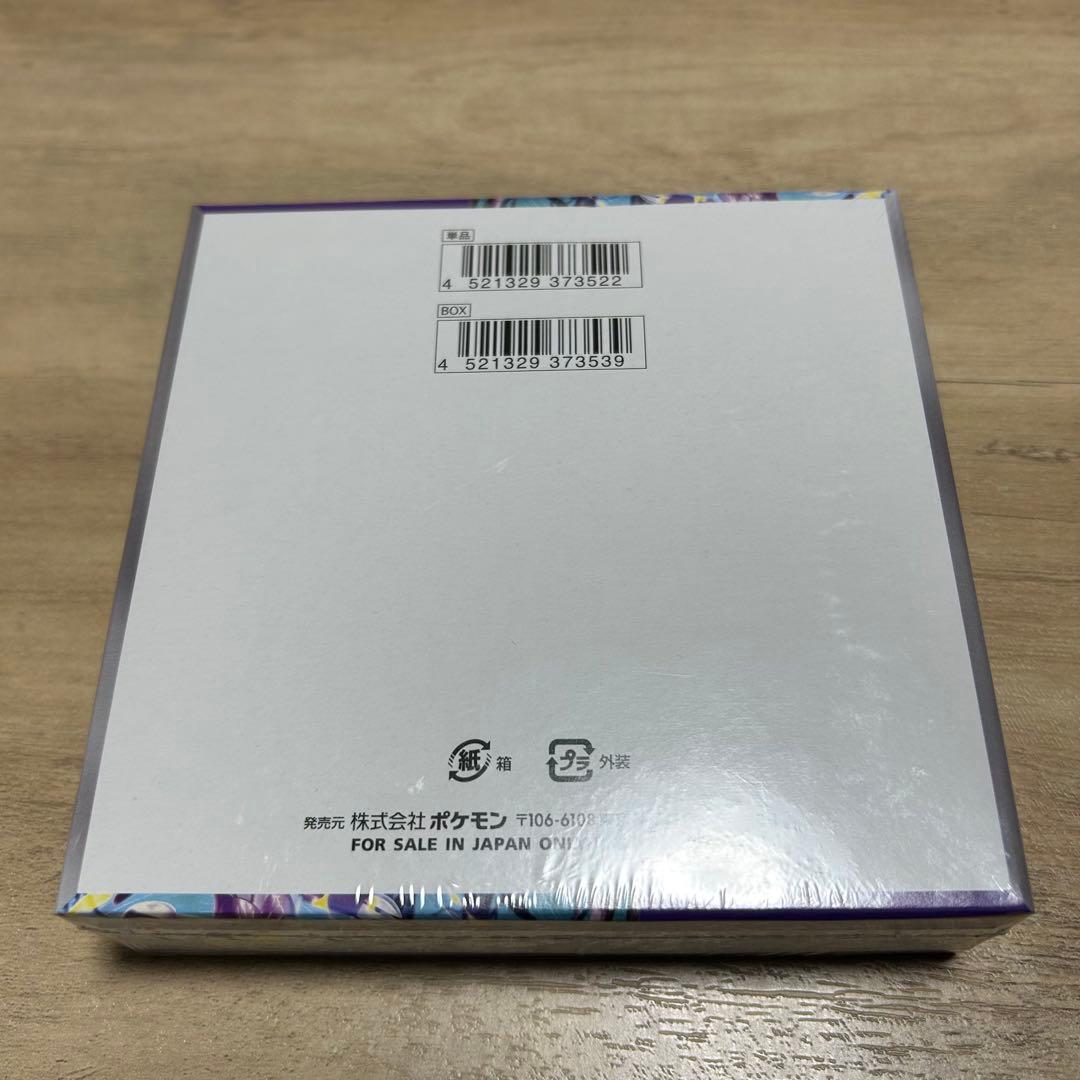 単品
4 521329 373522
BOX
4 521329 373539
紙 箱 プラ 外装
発売元 株式会社ポケモン 〒106-6108
FOR SALE IN JAPAN ONLY